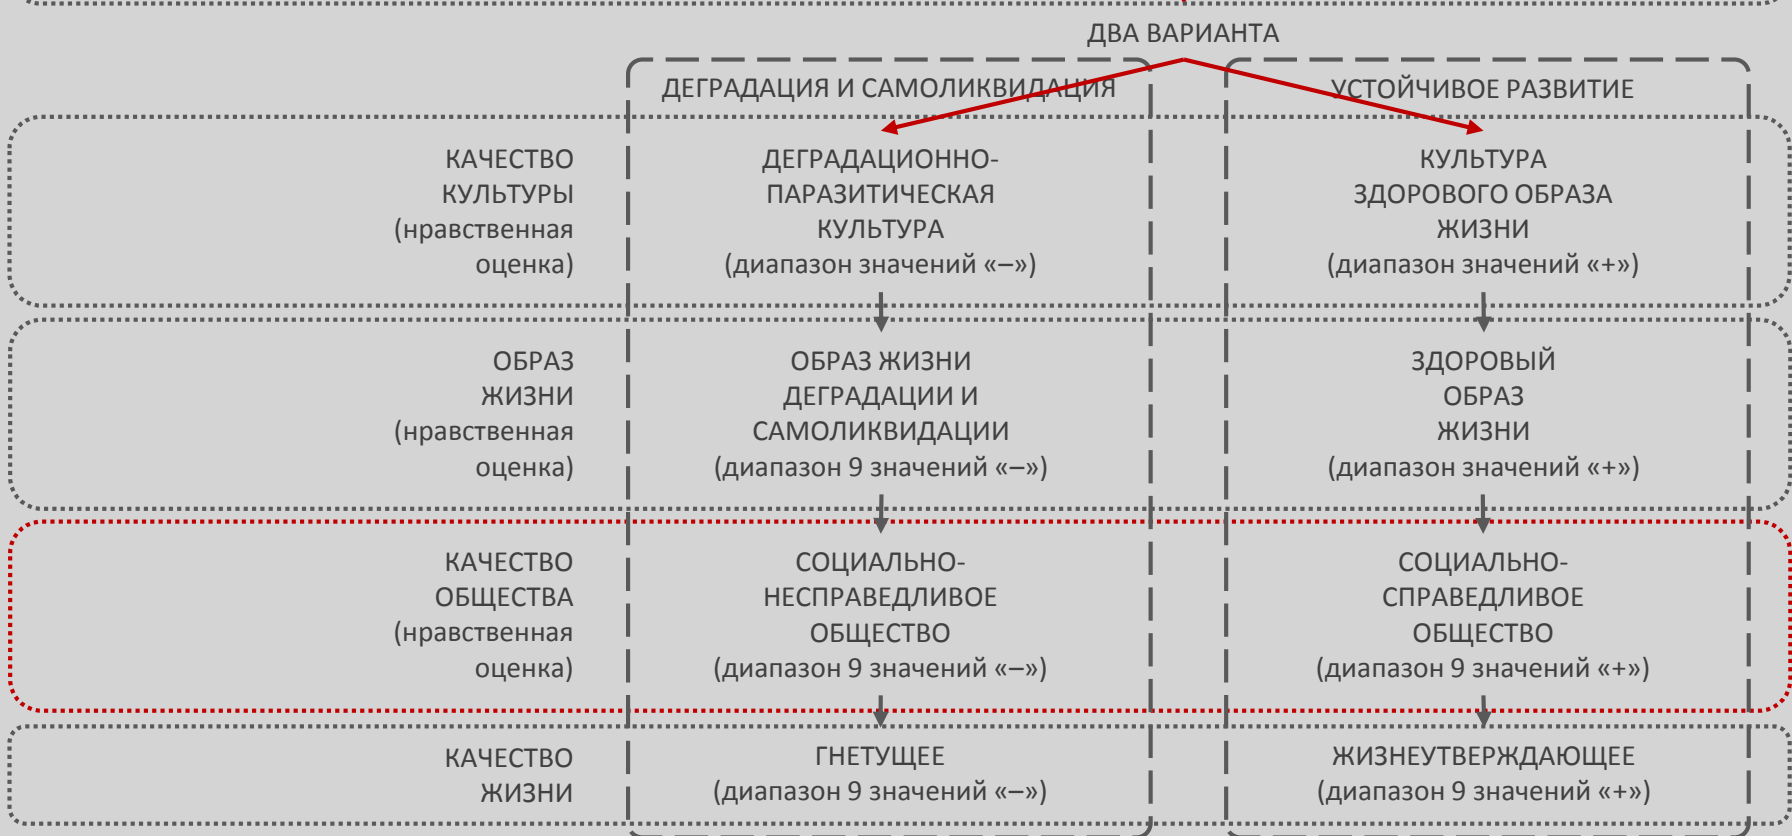 ДВА ВАРИАНТА
ДЕГРАДАЦИЯ И САМОЛИКВИДАЦИЯ
УСТОЙЧИВОЕ РАЗВИТИЕ
КАЧЕСТВО
КУЛЬТУРЫ
(нравственная
оценка)
ДЕГРАДАЦИОННО-
ПАРАЗИТИЧЕСКАЯ
КУЛЬТУРА
(диапазон значений «–»)
КУЛЬТУРА
ЗДОРОВОГО ОБРАЗА
ЖИЗНИ
(диапазон значений «+»)
ОБРАЗ
ЖИЗНИ
(нравственная
оценка)
ОБРАЗ ЖИЗНИ
ДЕГРАДАЦИИ И
САМОЛИКВИДАЦИИ
(диапазон 9 значений «–»)
ЗДОРОВЫЙ
ОБРАЗ
ЖИЗНИ
(диапазон значений «+»)
КАЧЕСТВО
ОБЩЕСТВА
(нравственная
оценка)
СОЦИАЛЬНО-
НЕСПРАВЕДЛИВОЕ
ОБЩЕСТВО
(диапазон 9 значений «–»)
СОЦИАЛЬНО-
СПРАВЕДЛИВОЕ
ОБЩЕСТВО
(диапазон 9 значений «+»)
КАЧЕСТВО
ЖИЗНИ
ГНЕТУЩЕЕ
(диапазон 9 значений «–»)
ЖИЗНЕУТВЕРЖДАЮЩЕЕ
(диапазон 9 значений «+»)